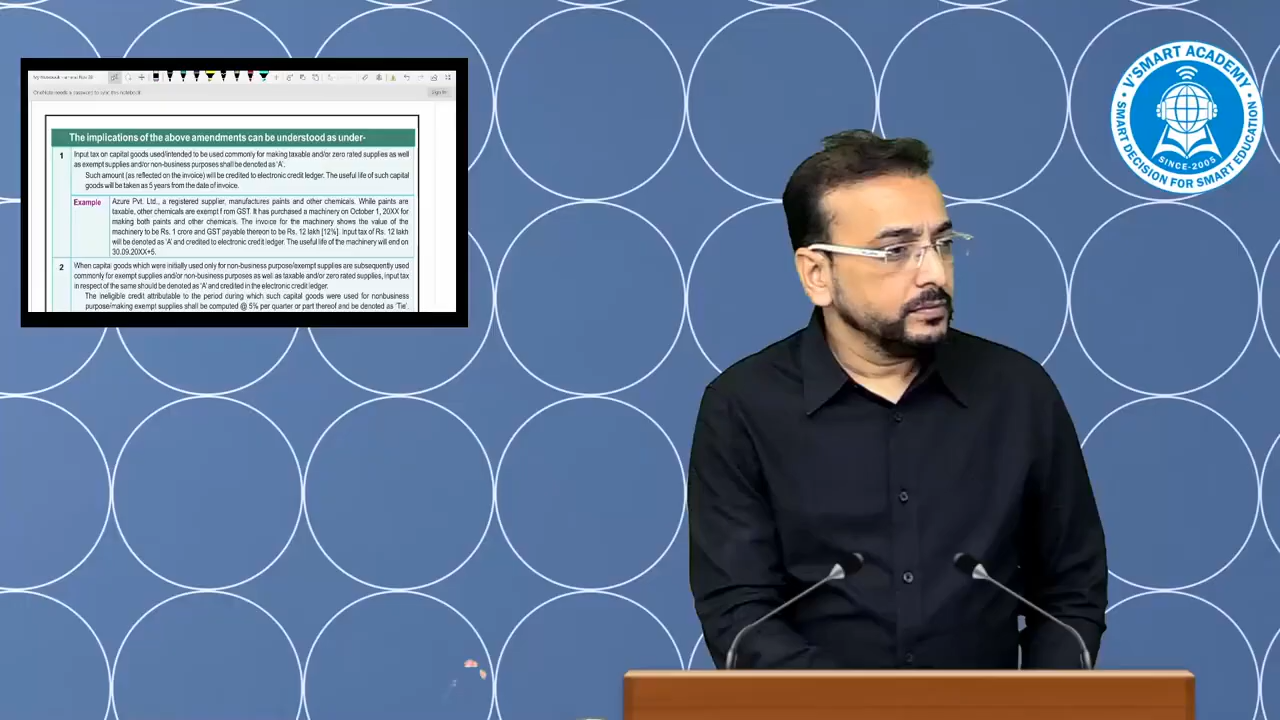 OneNote needs a password to sync this notebook
Sign In
The implications of the above amendments can be understood as under-
1 Input tax on capital goods used/intended to be used commonly for making taxable and/or zero rated supplies as well
as exempt supplies and/or non-business purposes shall be denoted as 'A'.
Such amount (as reflected on the invoice) will be credited to electronic credit ledger. The useful life of such capital
goods will be taken as 5 years from the date of invoice.
Example Azure Pvt. Ltd., a registered supplier, manufactures paints and other chemicals. While paints are
taxable, other chemicals are exempt from GST. It has purchased a machinery on October 1, 20XX for
making both paints and other chemicals. The invoice for the machinery shows the value of the
machinery to be Rs. 1 crore and GST payable thereon to be Rs. 12 lakh [12%]. Input tax of Rs. 12 lakh
will be denoted as 'A' and credited to electronic credit ledger. The useful life of the machinery will end on
30.09.20XX+5.
2 When capital goods which were initially used only for non-business purpose/exempt supplies are subsequently used
commonly for exempt supplies and/or non-business purposes as well as taxable and/or zero rated supplies, input tax
in respect of the same should be denoted as 'A' and credited in the electronic credit ledger.
The ineligible credit attributable to the period during which such capital goods were used for nonbusiness
purpose/making exempt supplies shall be computed @ 5% per quarter or part thereof and be denoted as 'Tie'.
V'SMART ACADEMY
SINCE-2005
SMART DECISION FOR SMART EDUCATION